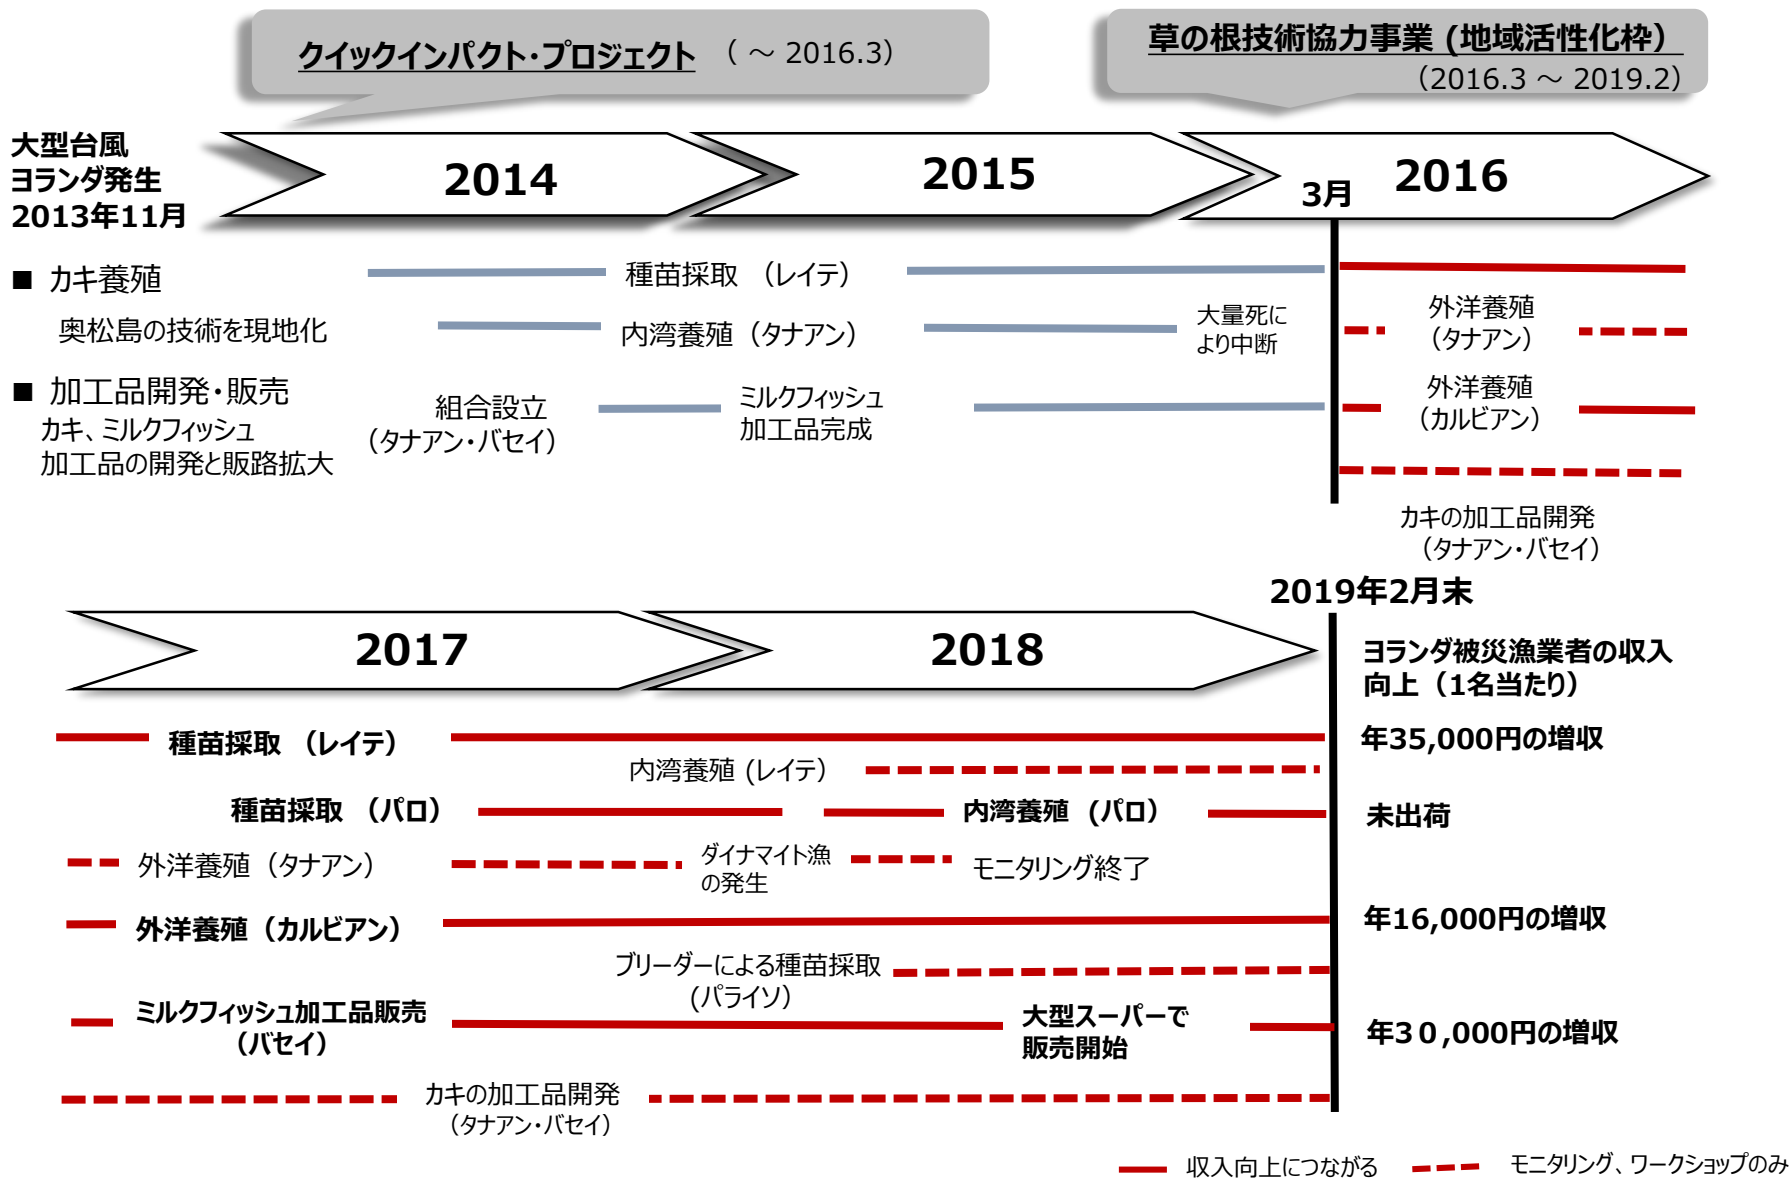 クイックインパクト・プロジェクト （ ～ 2016.3）
草の根技術協力事業 (地域活性化枠）
（2016.3 ～ 2019.2）
大型台風
ヨランダ発生
2013年11月
2014
2015
2016
3月
■ カキ養殖
種苗採取 （レイテ）
奥松島の技術を現地化
内湾養殖（タナアン）
大量死に
より中断
外洋養殖
（タナアン）
■ 加工品開発・販売
カキ、ミルクフィッシュ
加工品の開発と販路拡大
組合設立
（タナアン・バセイ）
ミルクフィッシュ
加工品完成
外洋養殖
（カルビアン）
カキの加工品開発
（タナアン・バセイ）
2019年2月末
2017
2018
ヨランダ被災漁業者の収入
向上（1名当たり）
種苗採取 （レイテ）
年35,000円の増収
内湾養殖 (レイテ）
種苗採取 （パロ）
内湾養殖 (パロ）
未出荷
外洋養殖（タナアン）
ダイナマイト漁
の発生
モニタリング終了
外洋養殖（カルビアン）
年16,000円の増収
ブリーダーによる種苗採取
(パライソ）
ミルクフィッシュ加工品販売
（バセイ）
大型スーパーで
販売開始
年３０,000円の増収
カキの加工品開発
（タナアン・バセイ）
収入向上につながる
モニタリング、ワークショップのみ